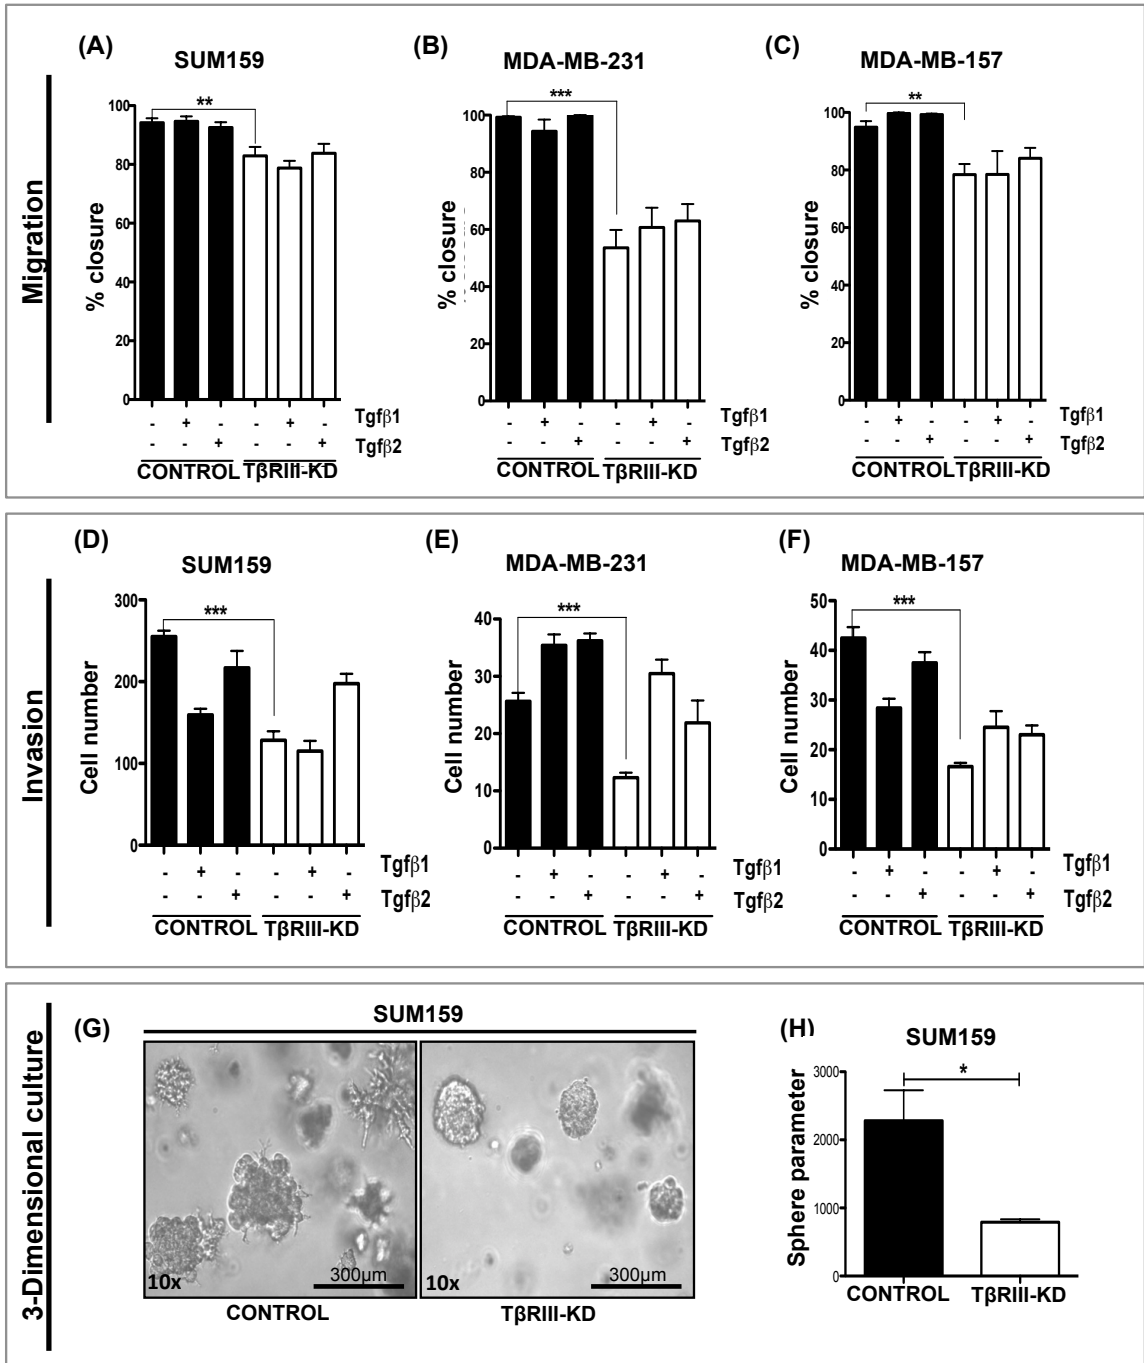 Migration
(A)
SUM159
**
% closure
100
80
60
40
20
0
- + - - + -
- - + - - +
Tgfβ1
Tgfβ2
CONTROL TβRIII-KD
(B)
MDA-MB-231
***
% closure
100
80
60
40
20
0
- + - - + -
- - + - - +
Tgfβ1
Tgfβ2
CONTROL TβRIII-KD
(C)
MDA-MB-157
**
% closure
100
80
60
40
20
0
- + - - + -
- - + - - +
Tgfβ1
Tgfβ2
CONTROL TβRIII-KD
Invasion
(D)
SUM159
***
Cell number
300
200
100
0
- + - - + -
- - + - - +
Tgfβ1
Tgfβ2
CONTROL TβRIII-KD
(E)
MDA-MB-231
***
Cell number
40
30
20
10
0
- + - - + -
- - + - - +
Tgfβ1
Tgfβ2
CONTROL TβRIII-KD
(F)
MDA-MB-157
***
Cell number
50
40
30
20
10
0
- + - - + -
- - + - - +
Tgfβ1
Tgfβ2
CONTROL TβRIII-KD
3-Dimensional culture
(G)
SUM159
10x
300µm
CONTROL
10x
300µm
TβRIII-KD
(H)
SUM159
*
Sphere parameter
3000
2000
1000
0
CONTROL TβRIII-KD